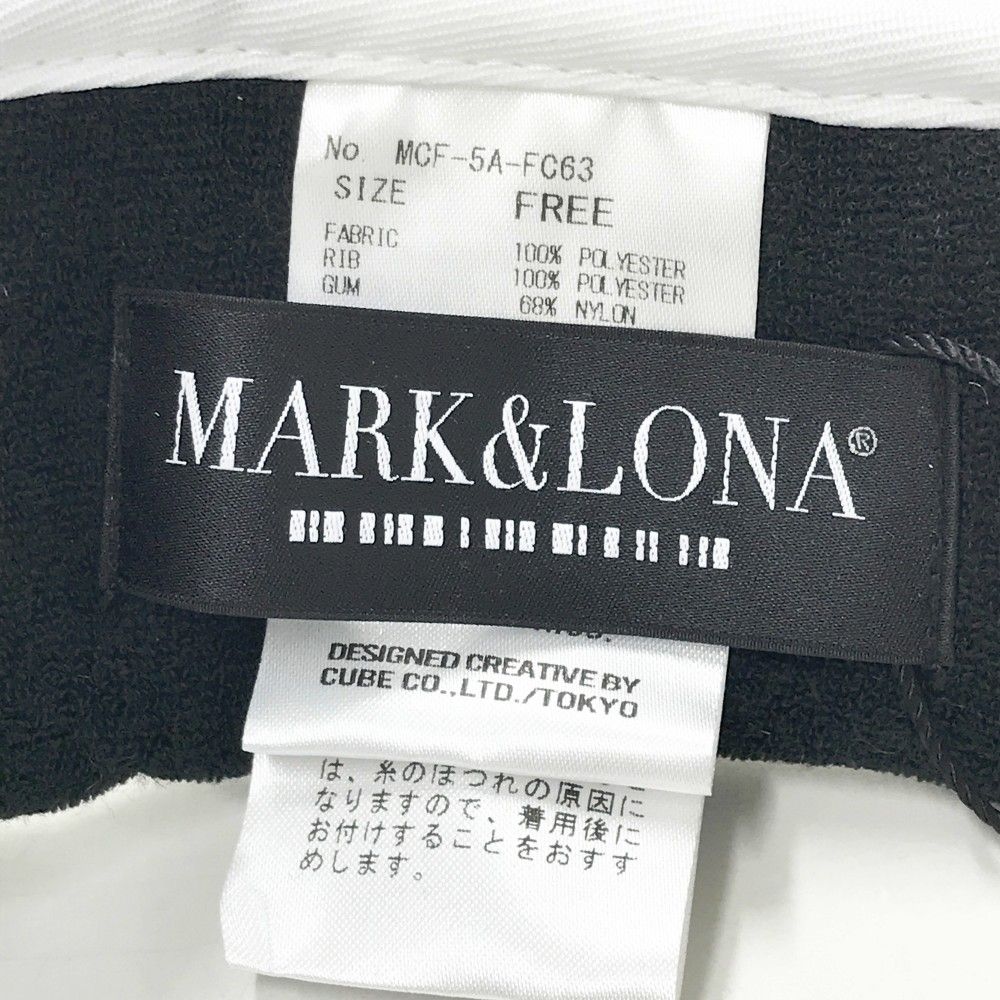 No. MCF-5A-FC63
SIZE FREE
FABRIC 100% POLYESTER
RIB 100% POLYESTER
GUM 68% NYLON
MARK&LONA®
DESIGNED CREATIVE BY
CUBE CO.,LTD./TOKYO
は、糸のほつれの原因に
なりますので、着用後に
お付けすることをおすす
めします。